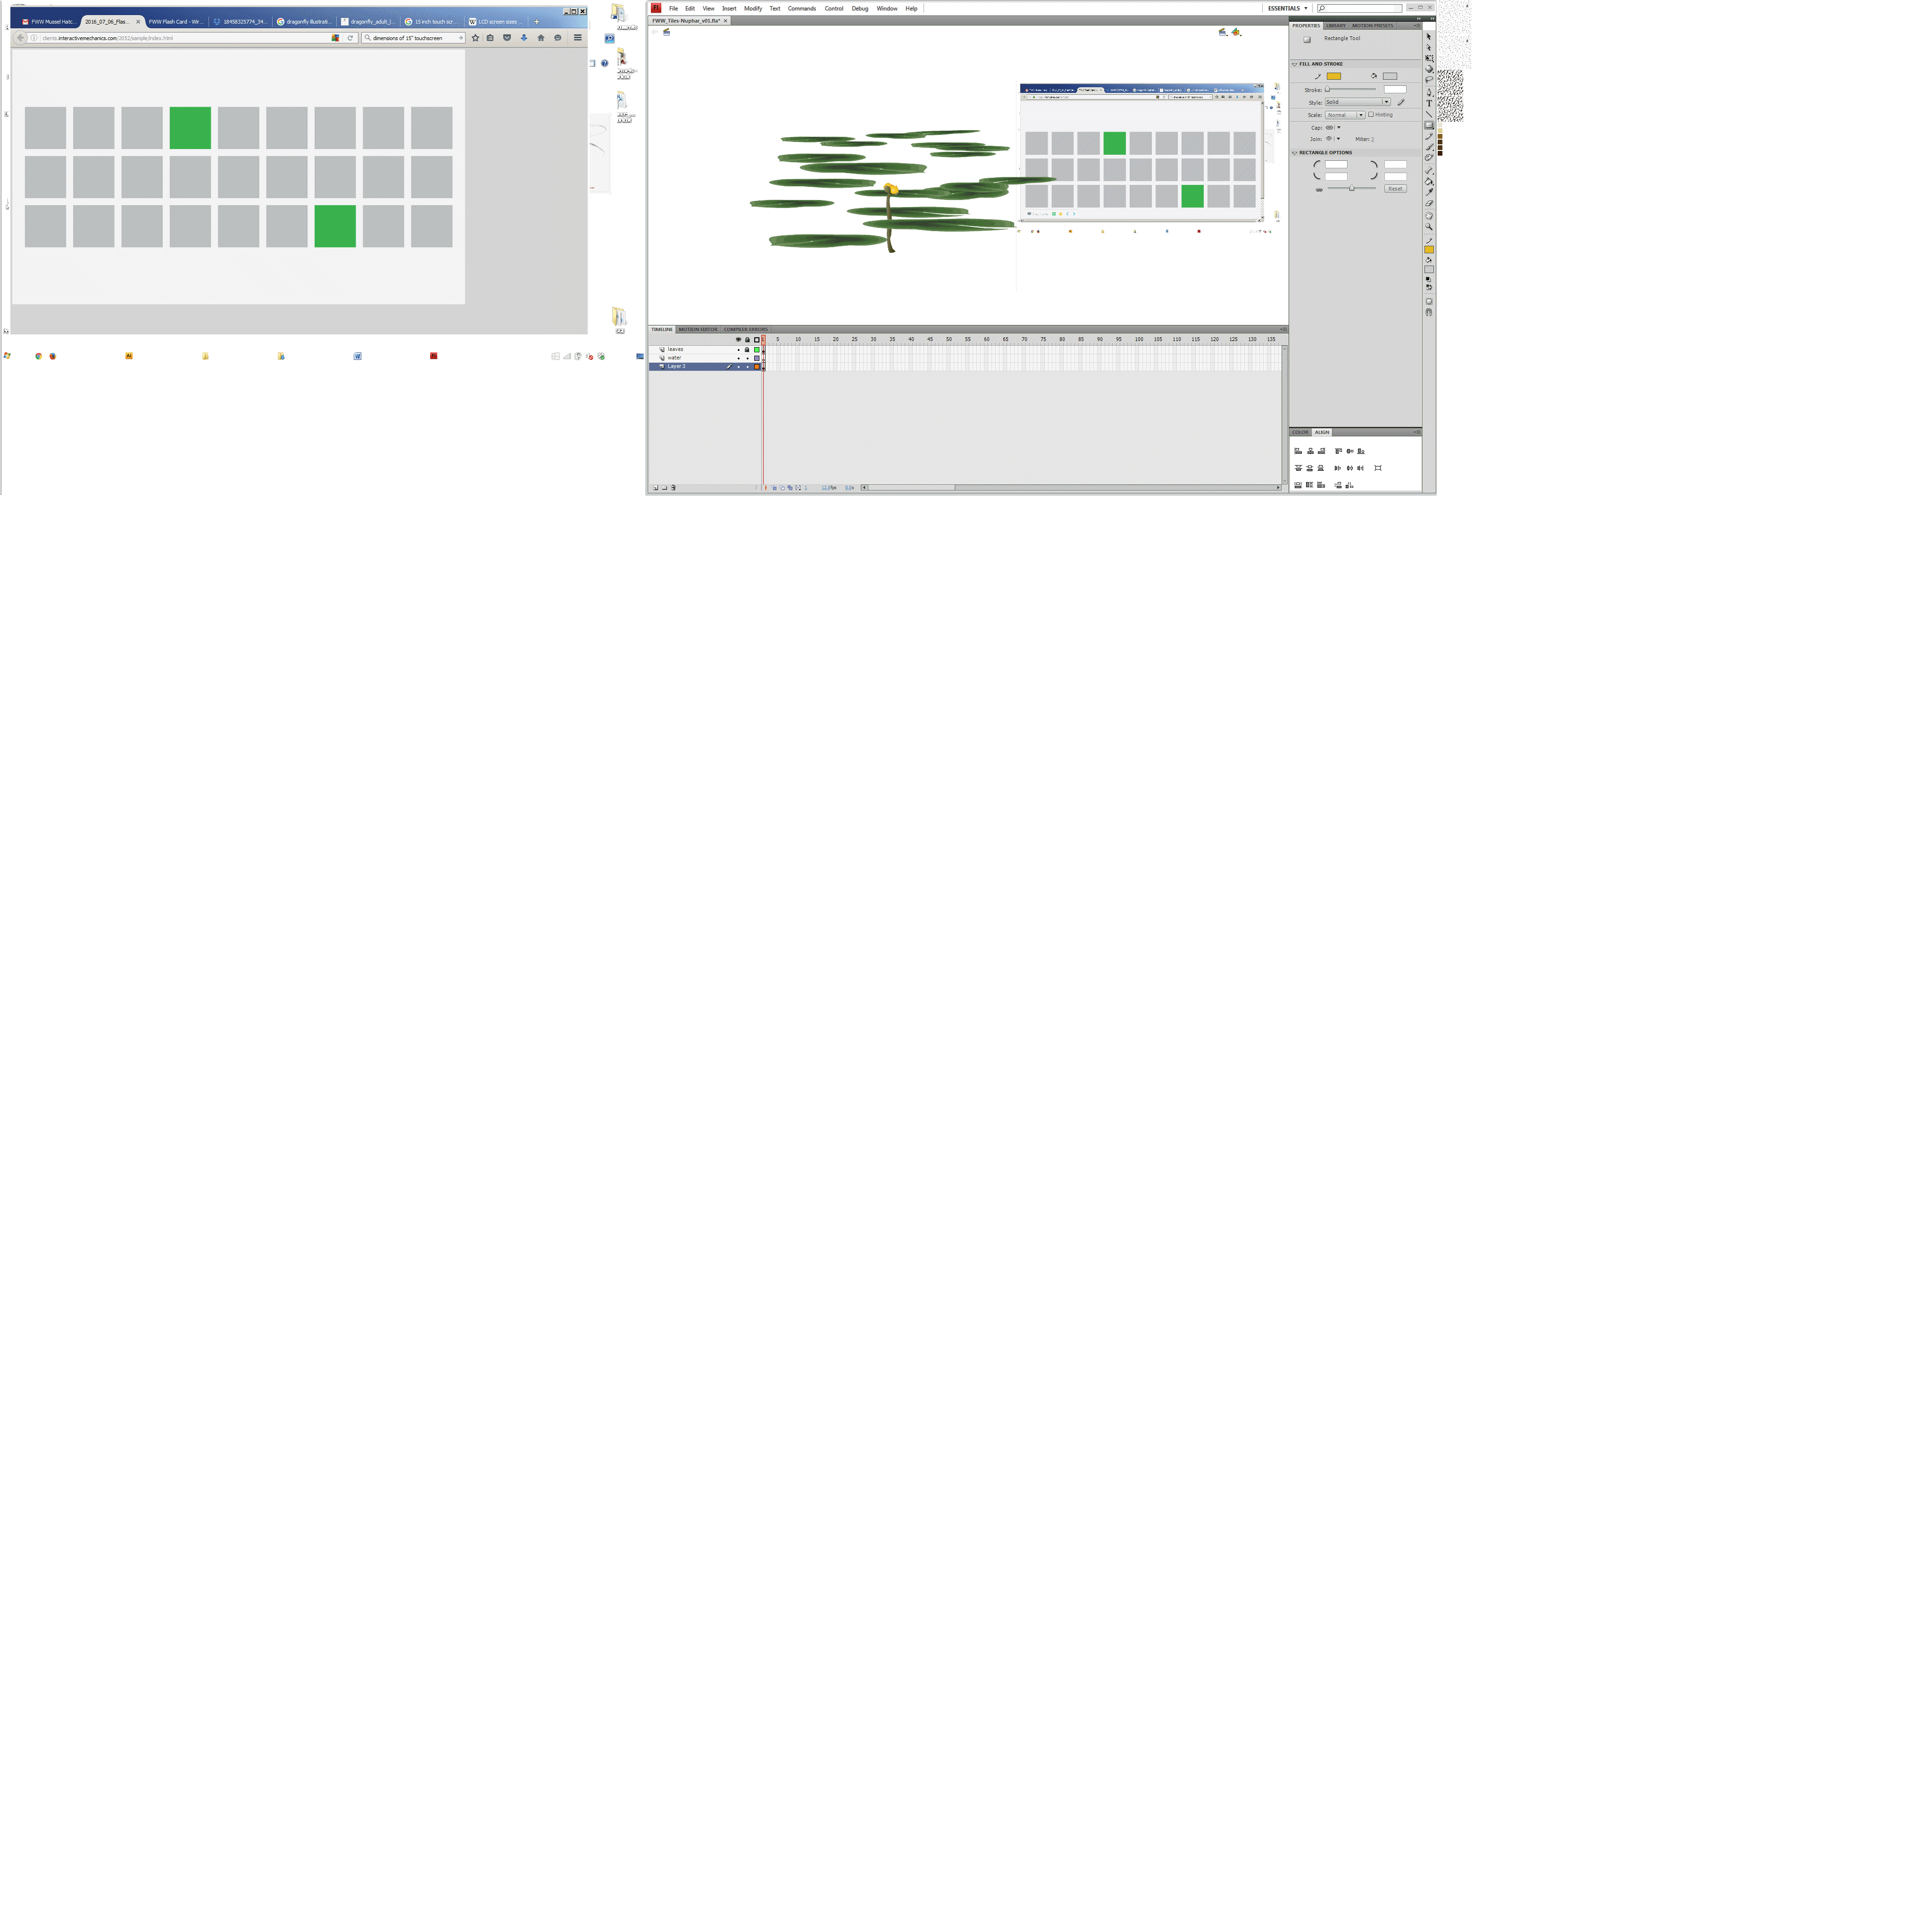 FWW Mussel Hatc...
2016_07_06_Flas...
FWW Flash Card - Wir...
18458325774_34...
dragonfly illustrati...
dragonfly_adult_j...
15 inch touch scr...
LCD screen sizes ...
clients.interactivemechanics.com/2052/sample/index.html
dimensions of 15" touchscreen
File Edit View Insert Modify Text Commands Control Debug Window Help
ESSENTIALS
FWW_Tiles-Nuphar_v01.fla*
PROPERTIES LIBRARY MOTION PRESETS
Rectangle Tool
FILL AND STROKE
Stroke:
Style: Solid
Scale: Normal Hinting
Cap:
Join: Miter: 3
RECTANGLE OPTIONS
Reset
TIMELINE MOTION EDITOR COMPILER ERRORS
5 10 15 20 25 30 35 40 45 50 55 60 65 70 75 80 85 90 95 100 105 110 115 120 125 130 135
leaves
water
Layer 3
COLOR ALIGN